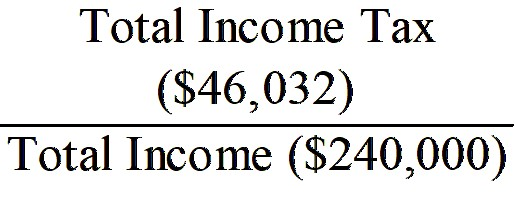 Total Income Tax
($46,032)
Total Income ($240,000)